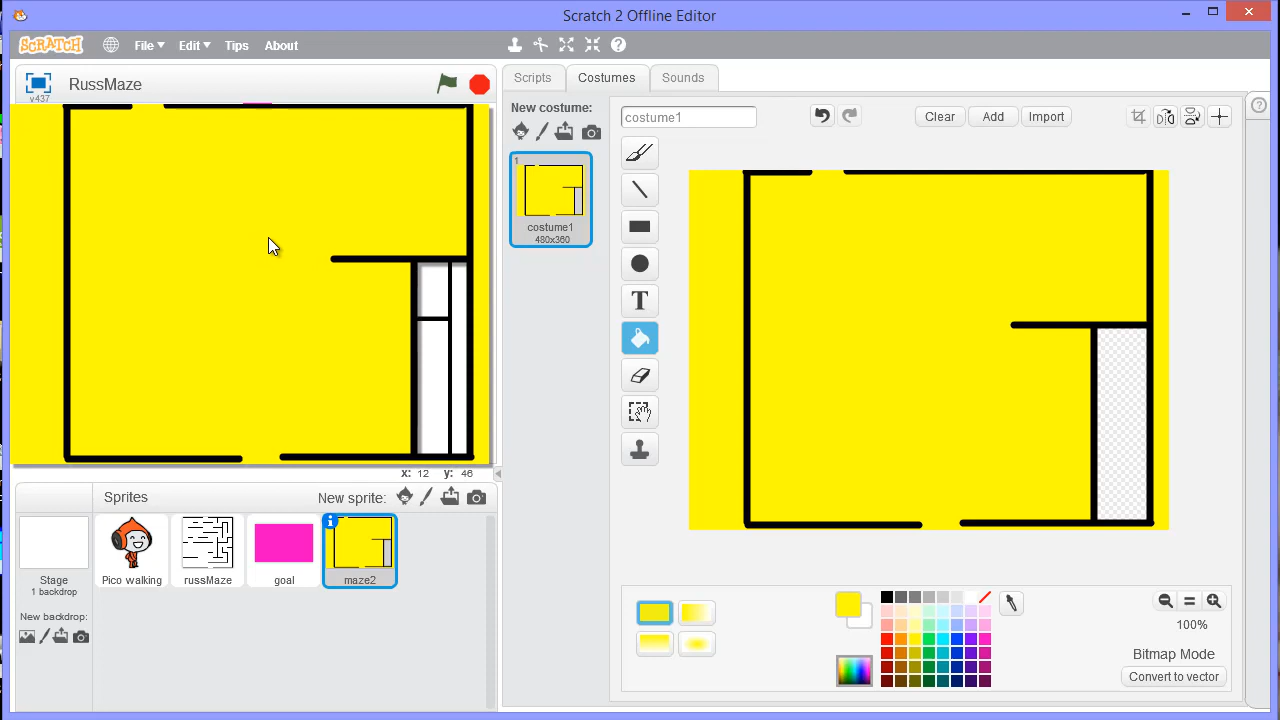 Scratch 2 Offline Editor
SCRATCH File Edit Tips About
v437 RussMaze
Scripts Costumes Sounds
New costume:
costume1
Clear Add Import
1
costume1
480x360
x: 12 y: 46
Sprites New sprite:
Stage
1 backdrop
New backdrop:
Pico walking
russMaze
goal
maze2
T
100%
Bitmap Mode
Convert to vector